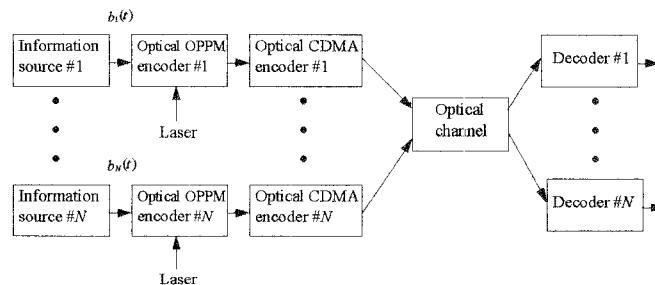 b₁(t)
Information source #1
Optical OPPM encoder #1
Optical CDMA encoder #1
Decoder #1
Laser
Optical channel
b_N(t)
Information source #N
Optical OPPM encoder #N
Optical CDMA encoder #N
Decoder #N
Laser